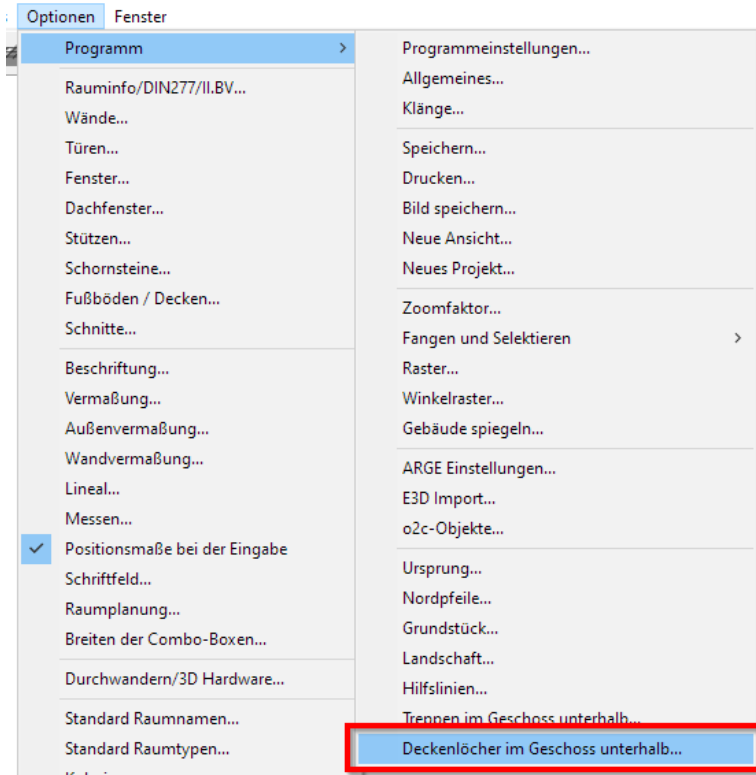 Optionen Fenster
Programm
Rauminfo/DIN277/II.BV...
Wände...
Türen...
Fenster...
Dachfenster...
Stützen...
Schornsteine...
Fußböden / Decken...
Schnitte...
Beschriftung...
Vermaßung...
Außenvermaßung...
Wandvermaßung...
Lineal...
Messen...
Positionsmaße bei der Eingabe
Schriftfeld...
Raumplanung...
Breiten der Combo-Boxen...
Durchwandern/3D Hardware...
Standard Raumnamen...
Standard Raumtypen...
Programmeinstellungen...
Allgemeines...
Klänge...
Speichern...
Drucken...
Bild speichern...
Neue Ansicht...
Neues Projekt...
Zoomfaktor...
Fangen und Selektieren
Raster...
Winkelraster...
Gebäude spiegeln...
ARGE Einstellungen...
E3D Import...
o2c-Objekte...
Ursprung...
Nordpfeile...
Grundstück...
Landschaft...
Hilfslinien...
Treppen im Geschoss unterhalb...
Deckenlöcher im Geschoss unterhalb...